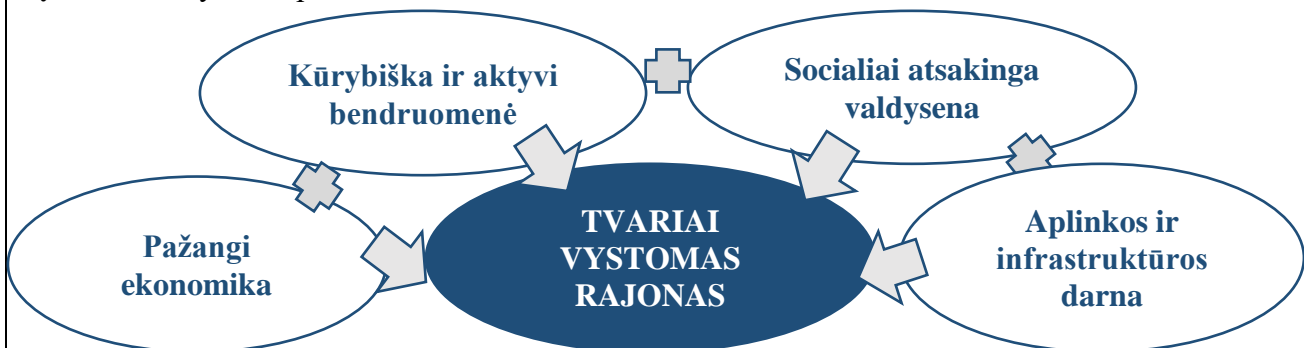 Kūrybiška ir aktyvi
bendruomenė
Socialiai atsakinga
valdysena
Pažangi
ekonomika
TVARIAI
VYSTOMAS
RAJONAS
Aplinkos ir
infrastruktūros
darna